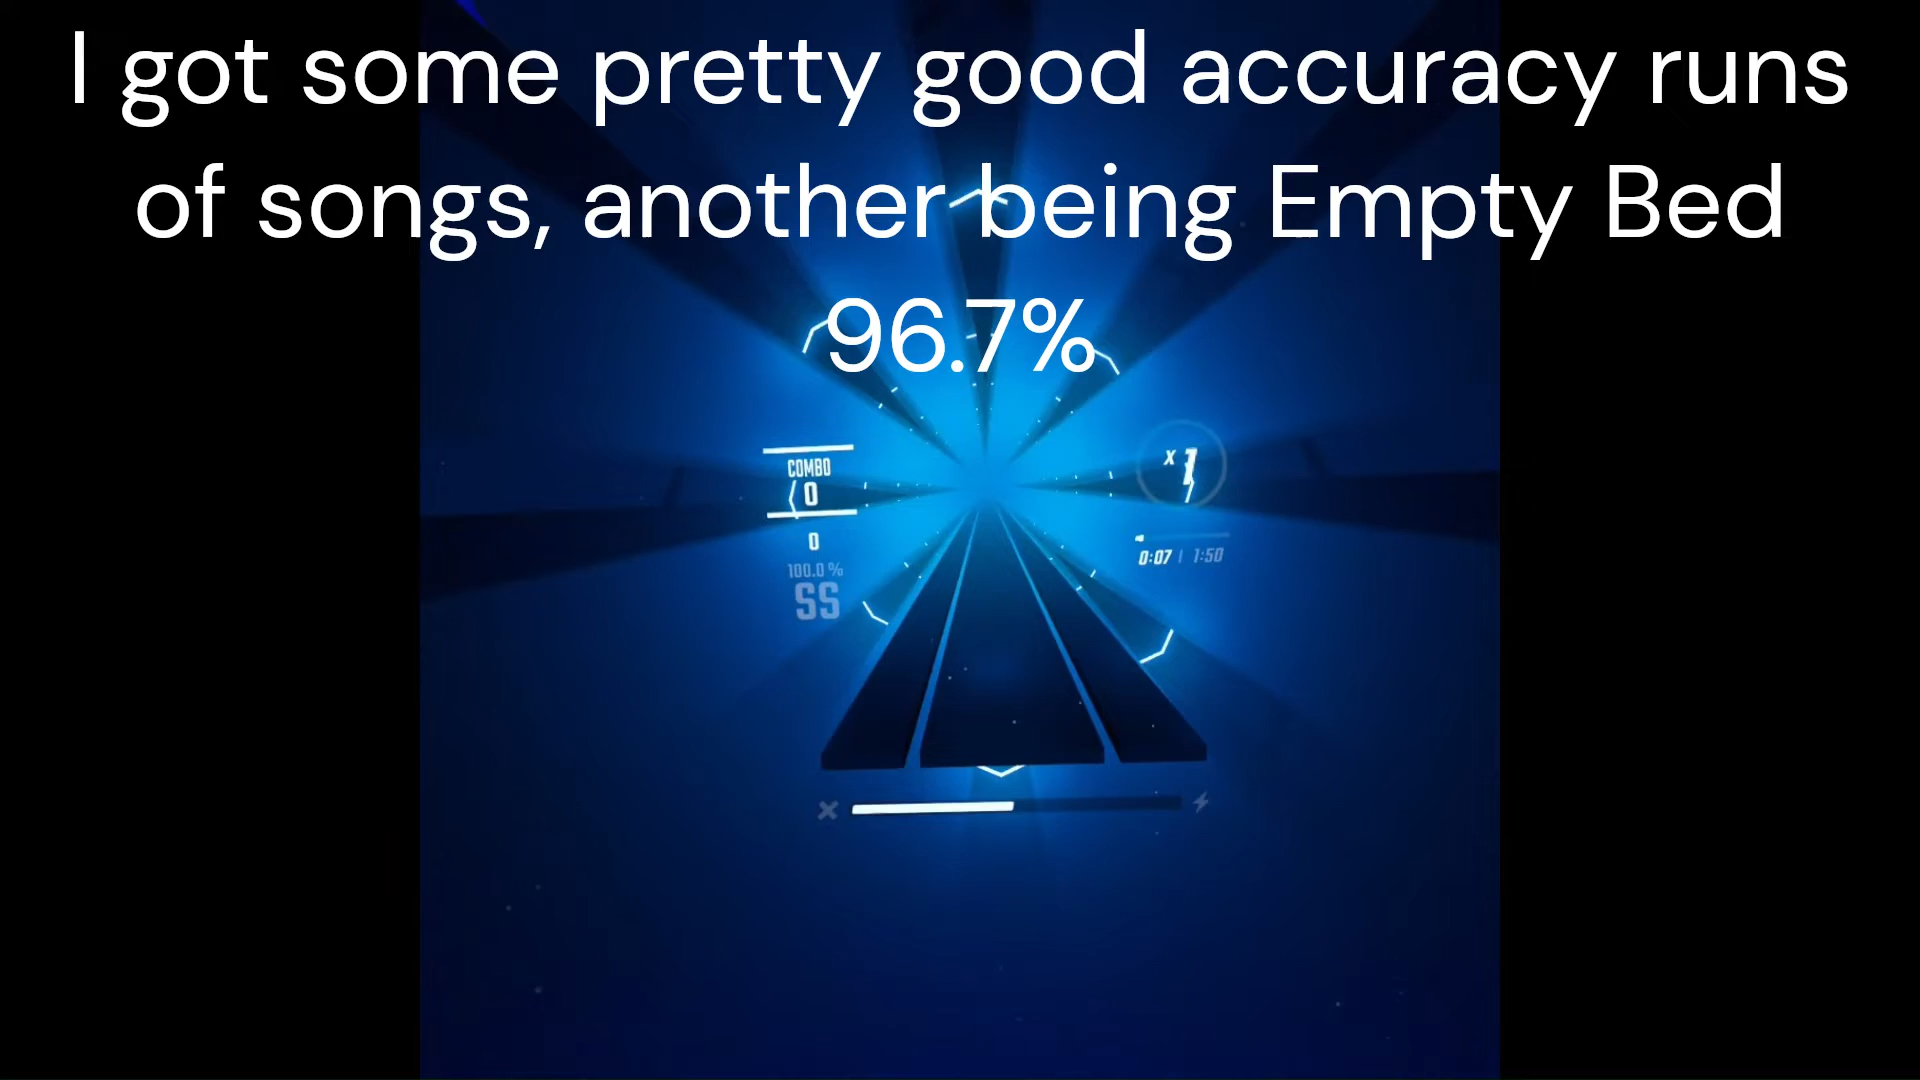 I got some pretty good accuracy runs
of songs, another being Empty Bed
96.7%
COMBO
0
0
100.0 %
SS
x 1
0:07 | 1:50